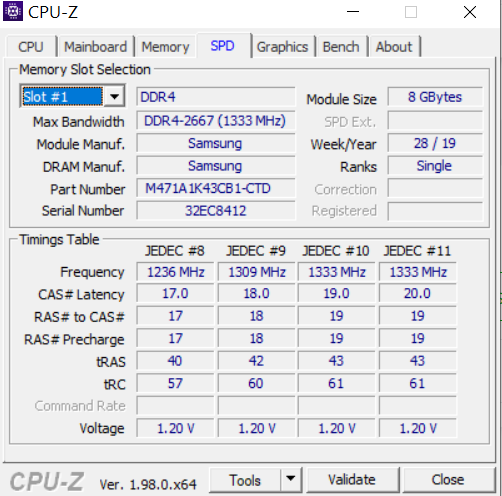 CPU-Z
CPU Mainboard Memory SPD Graphics Bench About
Memory Slot Selection
Slot #1 DDR4 Module Size 8 GBytes
Max Bandwidth DDR4-2667 (1333 MHz) SPD Ext.
Module Manuf. Samsung Week/Year 28 / 19
DRAM Manuf. Samsung Ranks Single
Part Number M471A1K43CB1-CTD Correction
Serial Number 32EC8412 Registered
Timings Table
JEDEC #8 JEDEC #9 JEDEC #10 JEDEC #11
Frequency 1236 MHz 1309 MHz 1333 MHz 1333 MHz
CAS# Latency 17.0 18.0 19.0 20.0
RAS# to CAS# 17 18 19 19
RAS# Precharge 17 18 19 19
tRAS 40 42 43 43
tRC 57 60 61 61
Command Rate
Voltage 1.20 V 1.20 V 1.20 V 1.20 V
CPU-Z Ver. 1.98.0.x64 Tools Validate Close